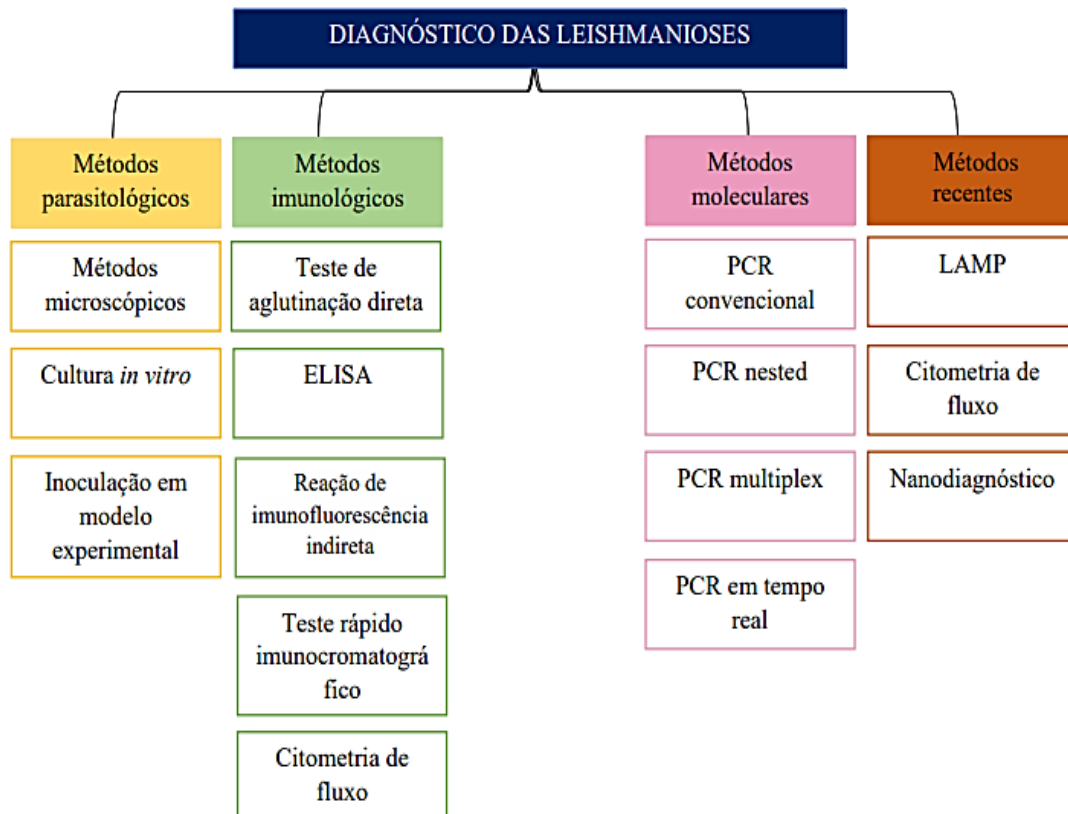 DIAGNÓSTICO DAS LEISHMANIOSES
Métodos
parasitológicos
Métodos
microscópicos
Cultura in vitro
Inoculação em
modelo
experimental
Métodos
imunológicos
Teste de
aglutinação direta
ELISA
Reação de
imunofluorescência
indireta
Teste rápido
imunocromatográ
fico
Citometria de
fluxo
Métodos
moleculares
PCR
convencional
PCR nested
PCR multiplex
PCR em tempo
real
Métodos
recentes
LAMP
Citometria de
fluxo
Nanodiagnóstico